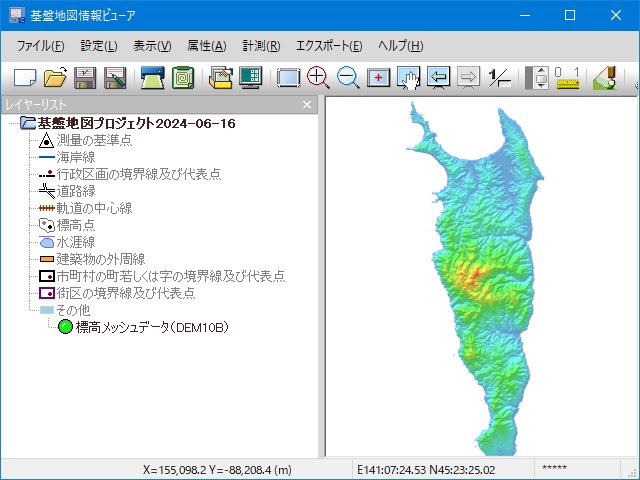 基盤地図情報ビューア
ファイル(F) 設定(L) 表示(V) 属性(A) 計測(R) エクスポート(E) ヘルプ(H)
0 1
レイヤーリスト
基盤地図プロジェクト2024-06-16
測量の基準点
海岸線
行政区画の境界線及び代表点
道路縁
軌道の中心線
標高点
水涯線
建築物の外周線
市町村の町若しくは字の境界線及び代表点
街区の境界線及び代表点
その他
標高メッシュデータ(DEM10B)
X=155,098.2 Y=-88,208.4 (m) E141:07:24.53 N45:23:25.02 *****